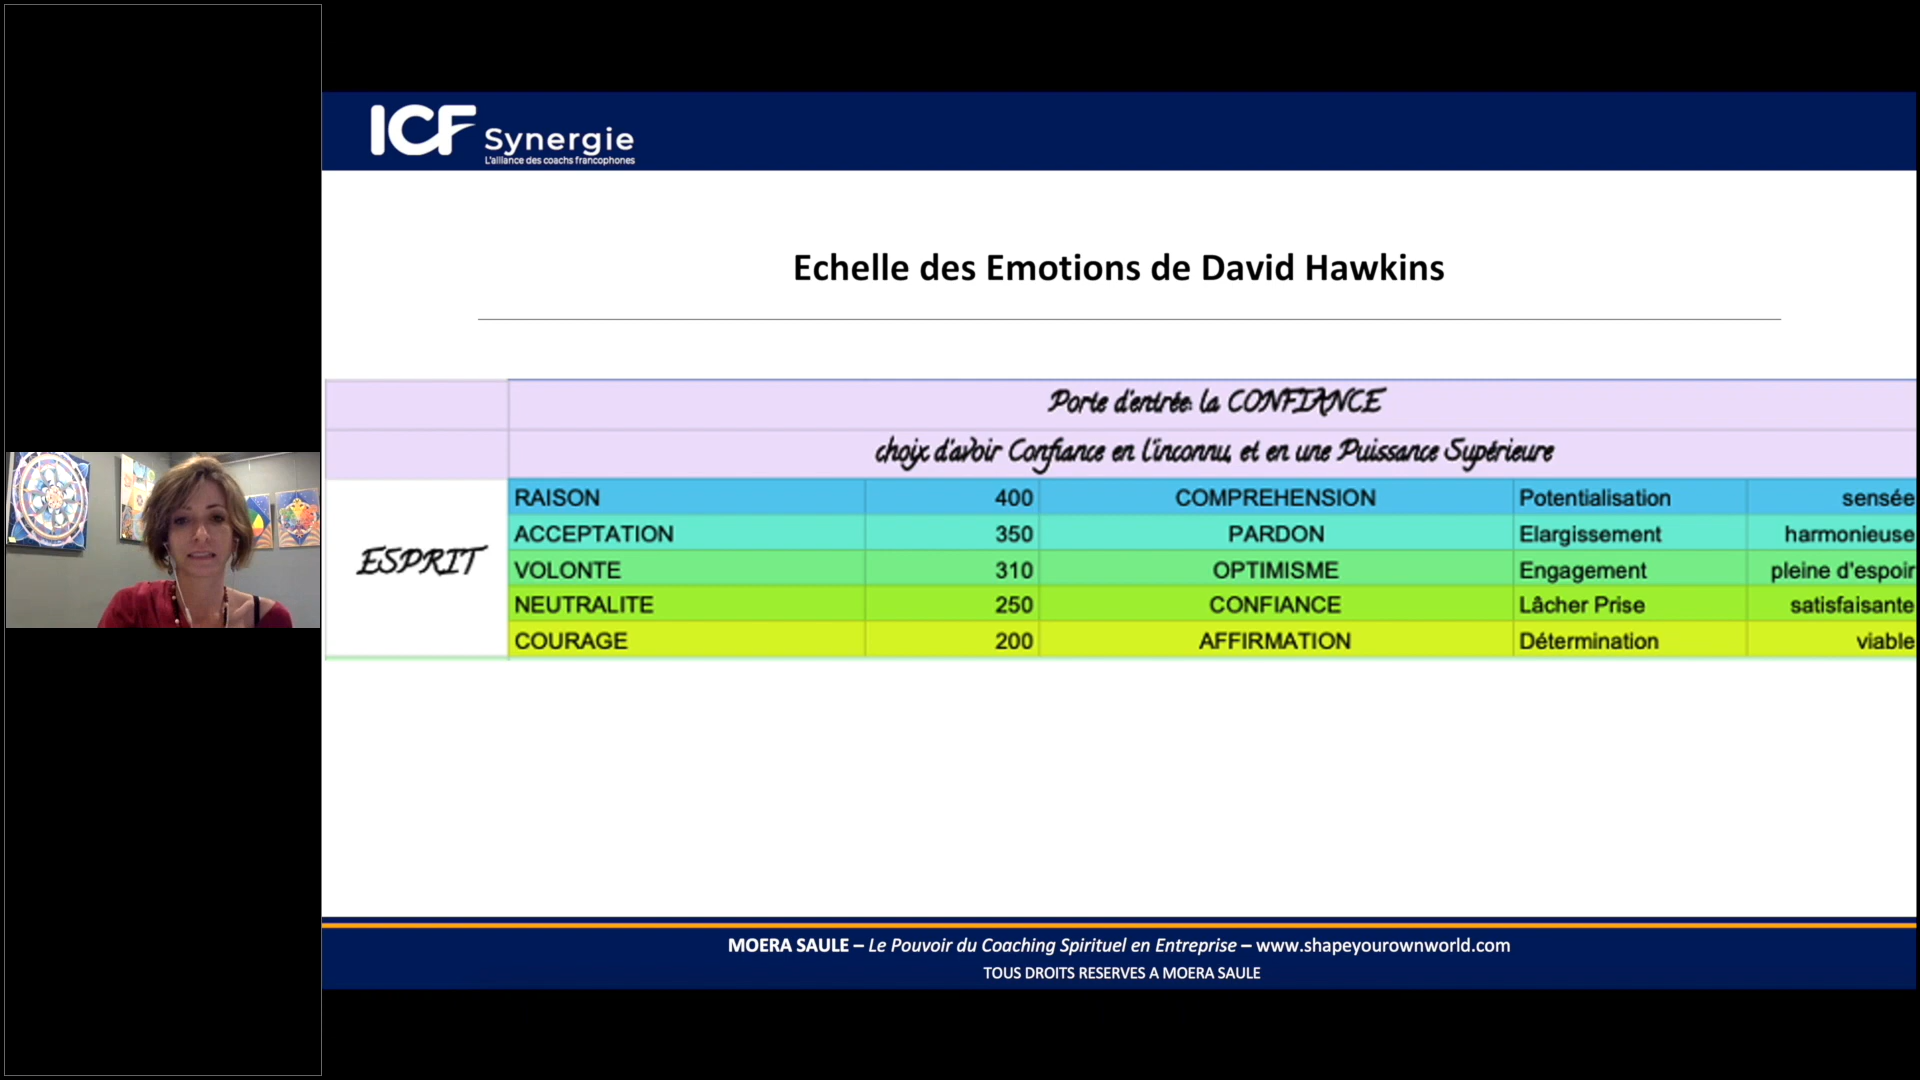 ICF Synergie
L'alliance des coachs francophones
Echelle des Emotions de David Hawkins
Porte d'entrée: la CONFIANCE
choix d'avoir Confiance en l'inconnu, et en une Puissance Supérieure
ESPRIT
RAISON 400 COMPREHENSION Potentialisation sensée
ACCEPTATION 350 PARDON Elargissement harmonieuse
VOLONTE 310 OPTIMISME Engagement pleine d'espoir
NEUTRALITE 250 CONFIANCE Lâcher Prise satisfaisante
COURAGE 200 AFFIRMATION Détermination viable
MOERA SAULE – Le Pouvoir du Coaching Spirituel en Entreprise – www.shapeyourownworld.com
TOUS DROITS RESERVES A MOERA SAULE